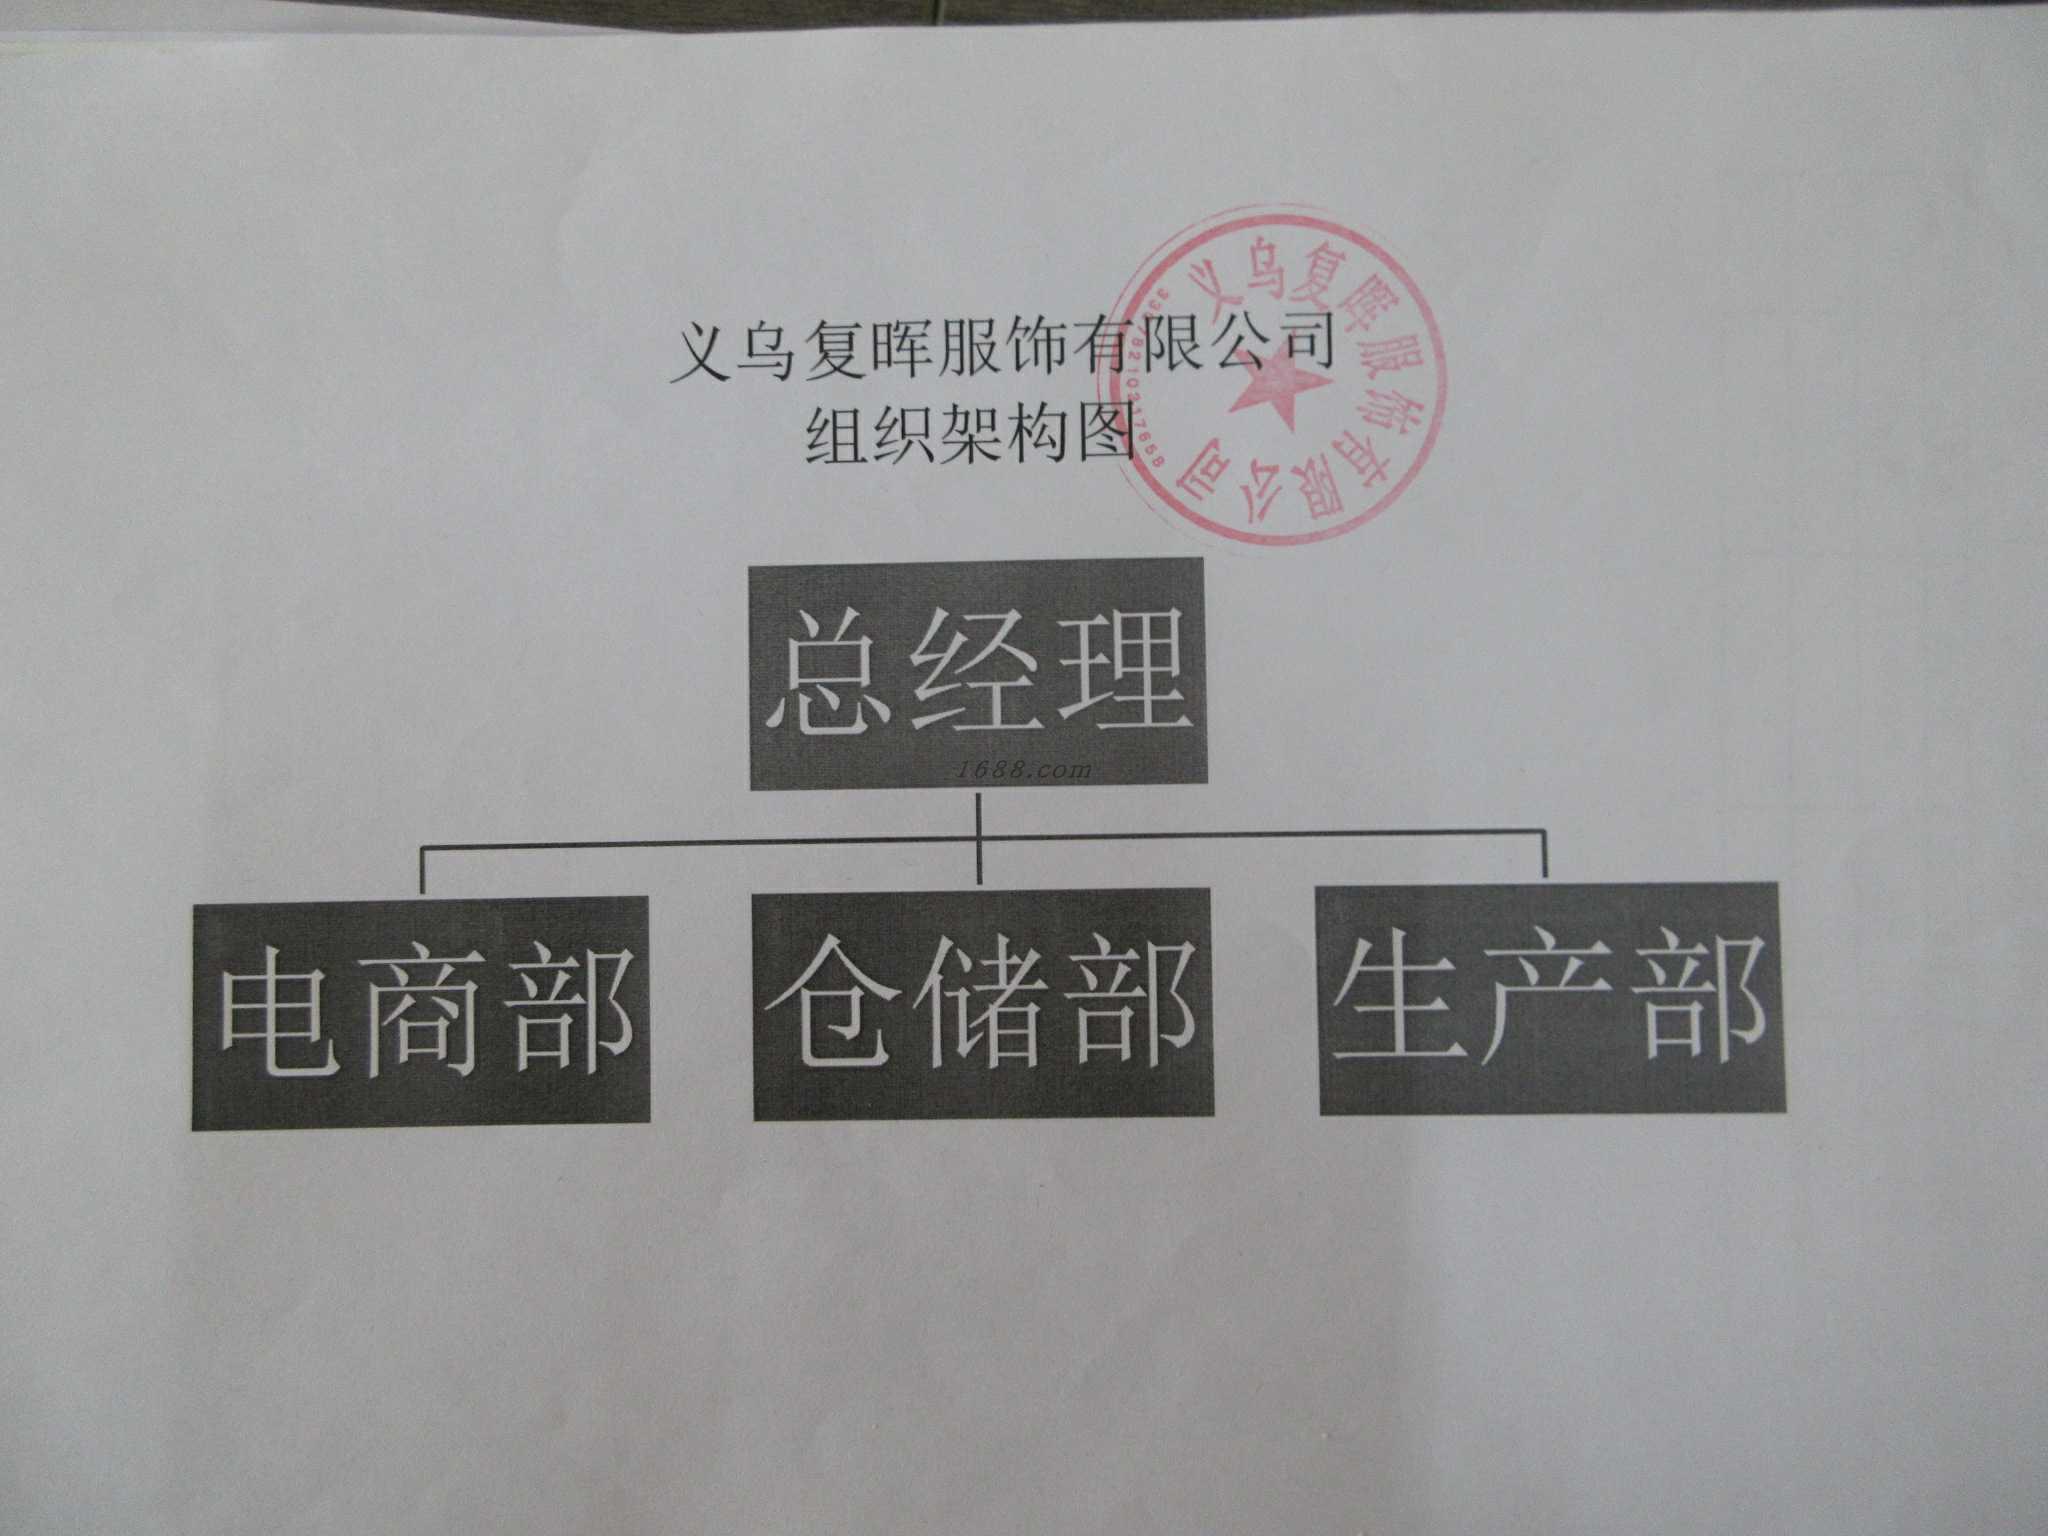 义乌复晖服饰有限公司
组织架构图
义乌复晖服饰有限公司
总经理
1688.com
电商部
仓储部
生产部